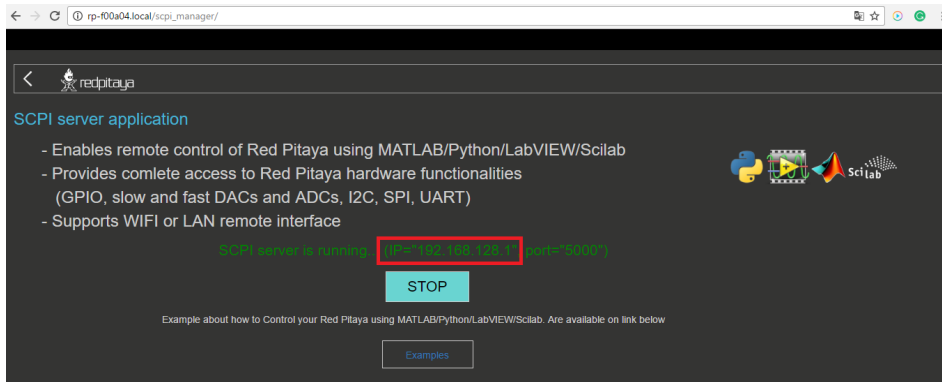 rp-f00a04.local/scpi_manager/
redpitaya
SCPI server application
- Enables remote control of Red Pitaya using MATLAB/Python/LabVIEW/Scilab
- Provides comlete access to Red Pitaya hardware functionalities
(GPIO, slow and fast DACs and ADCs, I2C, SPI, UART)
- Supports WIFI or LAN remote interface
Scilab
SCPI server is running.. (IP="192.168.128.1" port="5000")
STOP
Example about how to Control your Red Pitaya using MATLAB/Python/LabVIEW/Scilab. Are available on link below
Examples